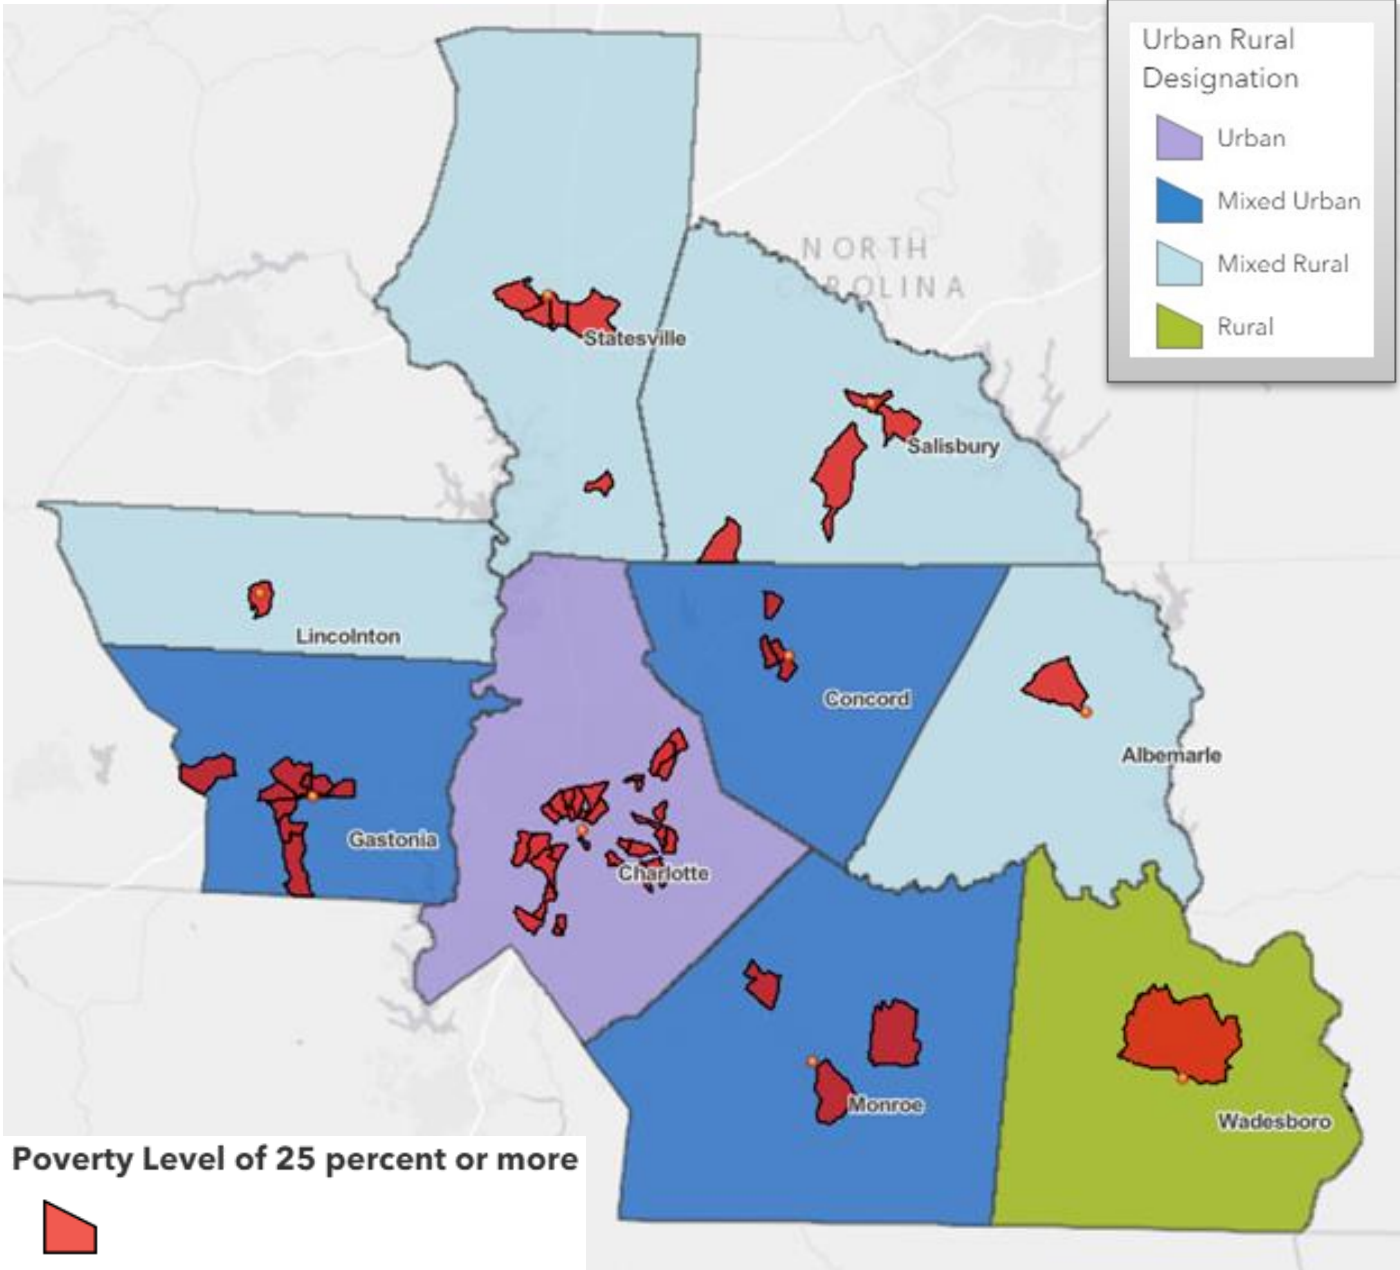 Urban Rural
Designation
Urban
Mixed Urban
Mixed Rural
Rural
NORTH
CAROLINA
Statesville
Salisbury
Lincolnton
Concord
Albemarle
Gastonia
Charlotte
Monroe
Wadesboro
Poverty Level of 25 percent or more